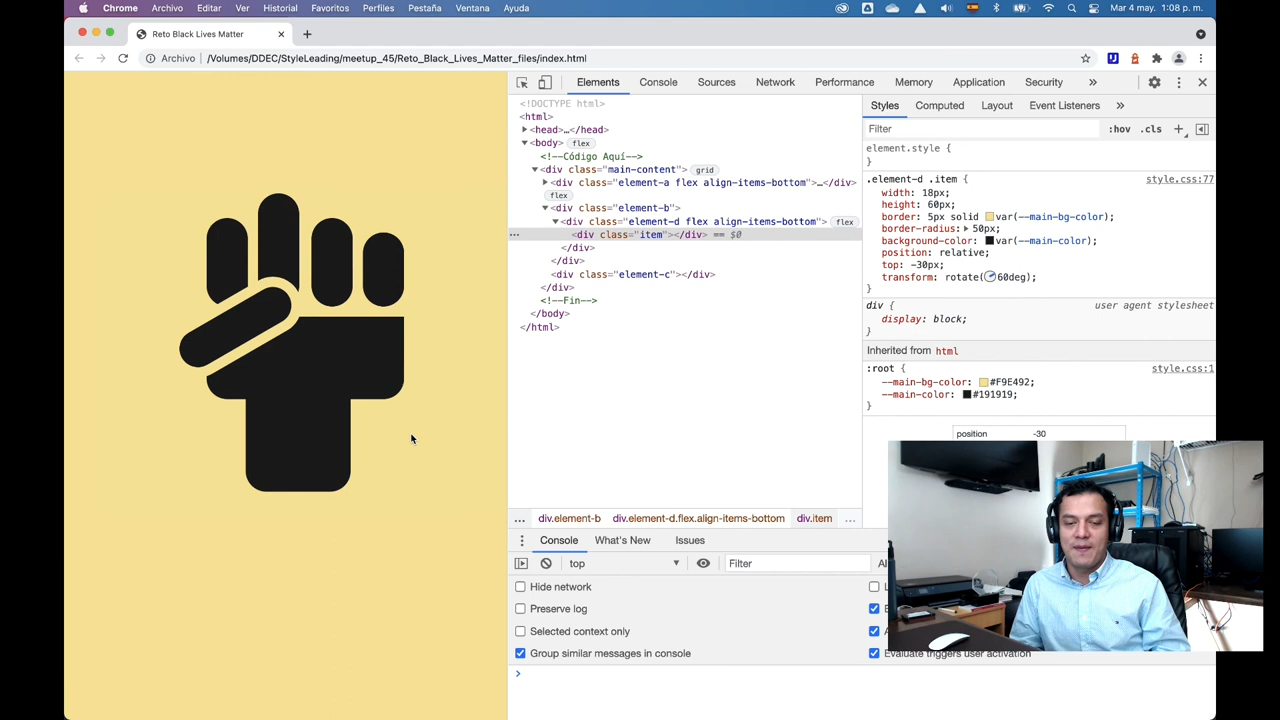 Chrome Archivo Editar Ver Historial Favoritos Perfiles Pestaña Ventana Ayuda Mar 4 may. 1:08 p. m.
Reto Black Lives Matter
Archivo /Volumes/DDEC/StyleLeading/meetup_45/Reto_Black_Lives_Matter_files/index.html
Elements Console Sources Network Performance Memory Application Security »
<!DOCTYPE html>
<html>
<head>…</head>
<body> flex
<!--Código Aquí-->
<div class="main-content"> grid
<div class="element-a flex align-items-bottom">…</div>
flex
<div class="element-b">
<div class="element-d flex align-items-bottom"> flex
<div class="item"></div> == $0
</div>
</div>
<div class="element-c"></div>
</div>
<!--Fin-->
</body>
</html>
Styles Computed Layout Event Listeners »
Filter :hov .cls +
element.style {
}
.element-d .item { style.css:77
width: 18px;
height: 60px;
border: 5px solid var(--main-bg-color);
border-radius: 50px;
background-color: var(--main-color);
position: relative;
top: -30px;
transform: rotate(60deg);
}
div { user agent stylesheet
display: block;
}
Inherited from html
:root { style.css:1
--main-bg-color: #F9E492;
--main-color: #191919;
}
position -30
… div.element-b div.element-d.flex.align-items-bottom div.item …
Console What's New Issues
top Filter
Hide network
Preserve log
Selected context only
Group similar messages in console
Evaluate triggers user activation